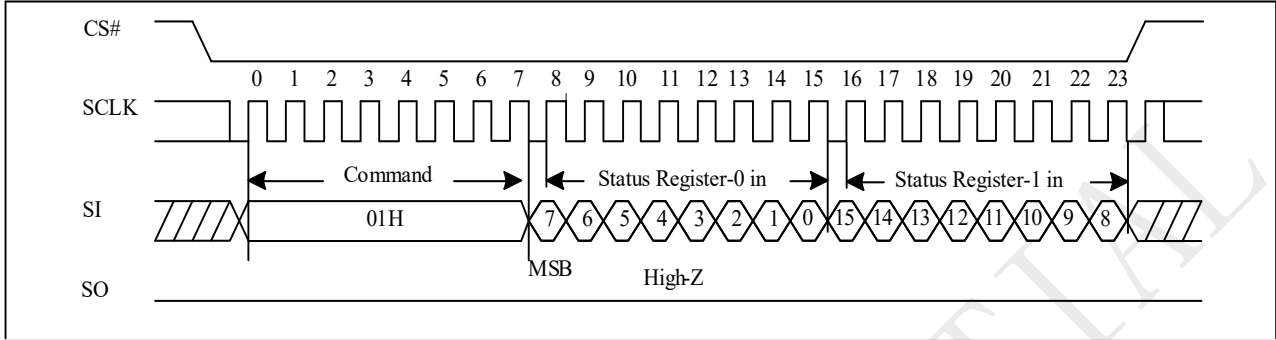 CS#
0 1 2 3 4 5 6 7 8 9 10 11 12 13 14 15 16 17 18 19 20 21 22 23
SCLK
Command Status Register-0 in Status Register-1 in
SI 01H 7 6 5 4 3 2 1 0 15 14 13 12 11 10 9 8
MSB High-Z
SO
TIAL